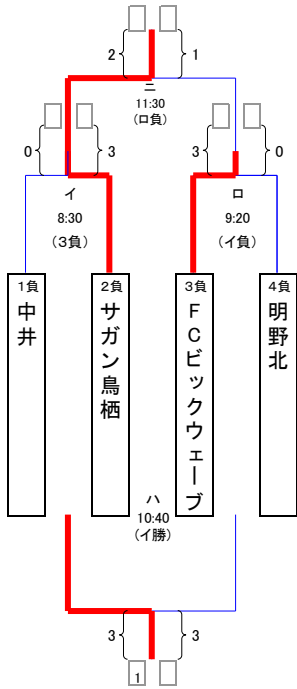 2 1
ニ
11:30
(ロ負)
0 3 3 0
イ ロ
8:30 9:20
(3負) (イ負)
1負 2負 3負 4負
中井
サガン鳥栖
FCビックウェーブ
明野北
ハ
10:40
(イ勝)
3 3
1